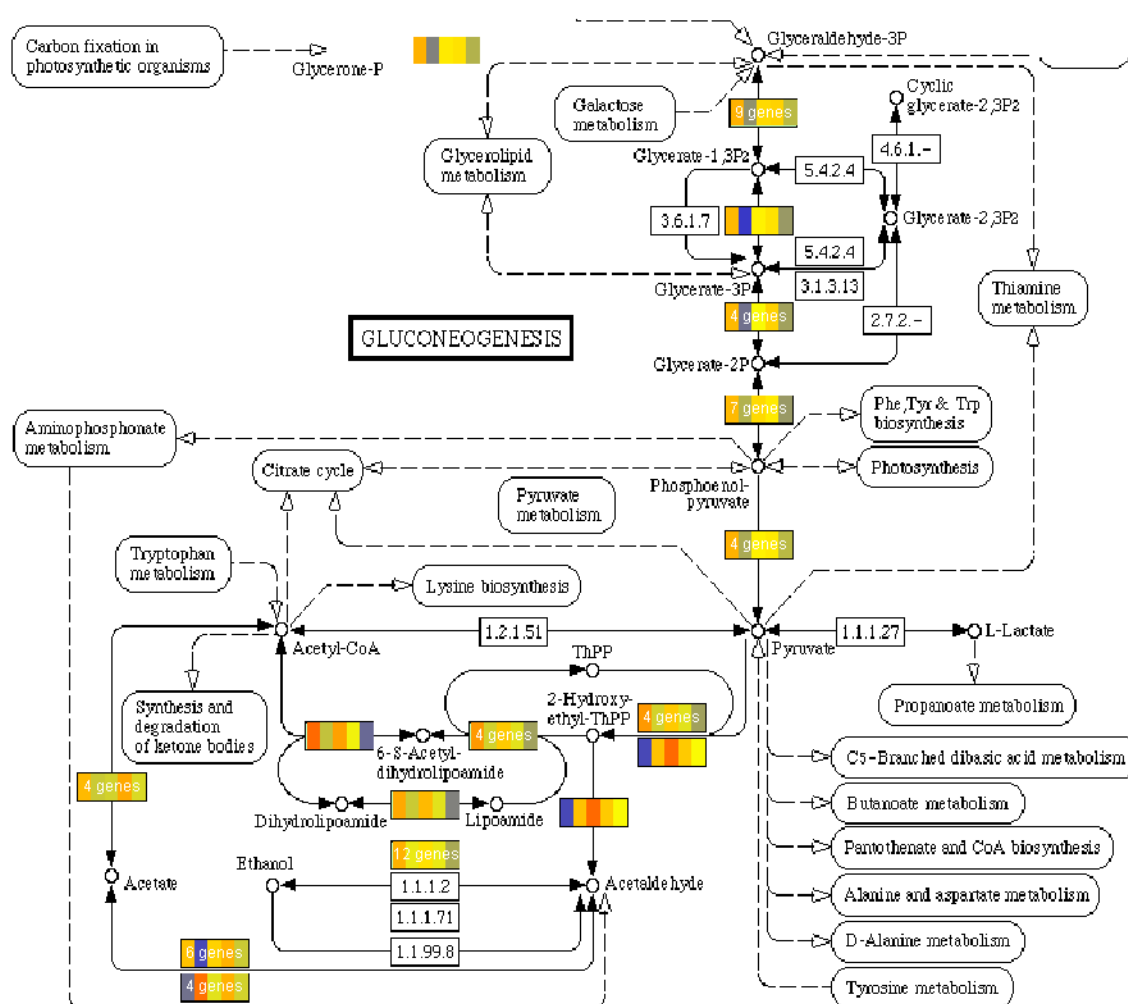 Carbon fixation in
photosynthetic organisms
Glycerone-P
Glyceraldehyde-3P
Galactose
metabolism
9 genes
Cyclic
glycerate-2,3P2
4.6.1.-
Glycerolipid
metabolism
Glycerate-1,3P2
5.4.2.4
3.6.1.7
Glycerate-2,3P2
5.4.2.4
Glycerate-3P
3.1.3.13
Thiamine
metabolism
4 genes
2.7.2.-
GLUCONEOGENESIS
Glycerate-2P
7 genes
Phe,Tyr & Trp
biosynthesis
Aminophosphonate
metabolism
Citrate cycle
Photosynthesis
Phosphoenol-
pyruvate
Pyruvate
metabolism
4 genes
Tryptophan
metabolism
Lysine biosynthesis
1.2.1.51
1.1.1.27
L-Lactate
Acetyl-CoA
Pyruvate
ThPP
Synthesis and
degradation
of ketone bodies
2-Hydroxy-
ethyl-ThPP
Propanoate metabolism
4 genes
4 genes
6-S-Acetyl-
dihydrolipoamide
C5-Branched dibasic acid metabolism
4 genes
Dihydrolipoamide
Lipoamide
Butanoate metabolism
Pantothenate and CoA biosynthesis
12 genes
Ethanol
Acetate
1.1.1.2
Acetaldehyde
Alanine and aspartate metabolism
1.1.1.71
D-Alanine metabolism
1.1.99.8
6 genes
4 genes
Tyrosine metabolism